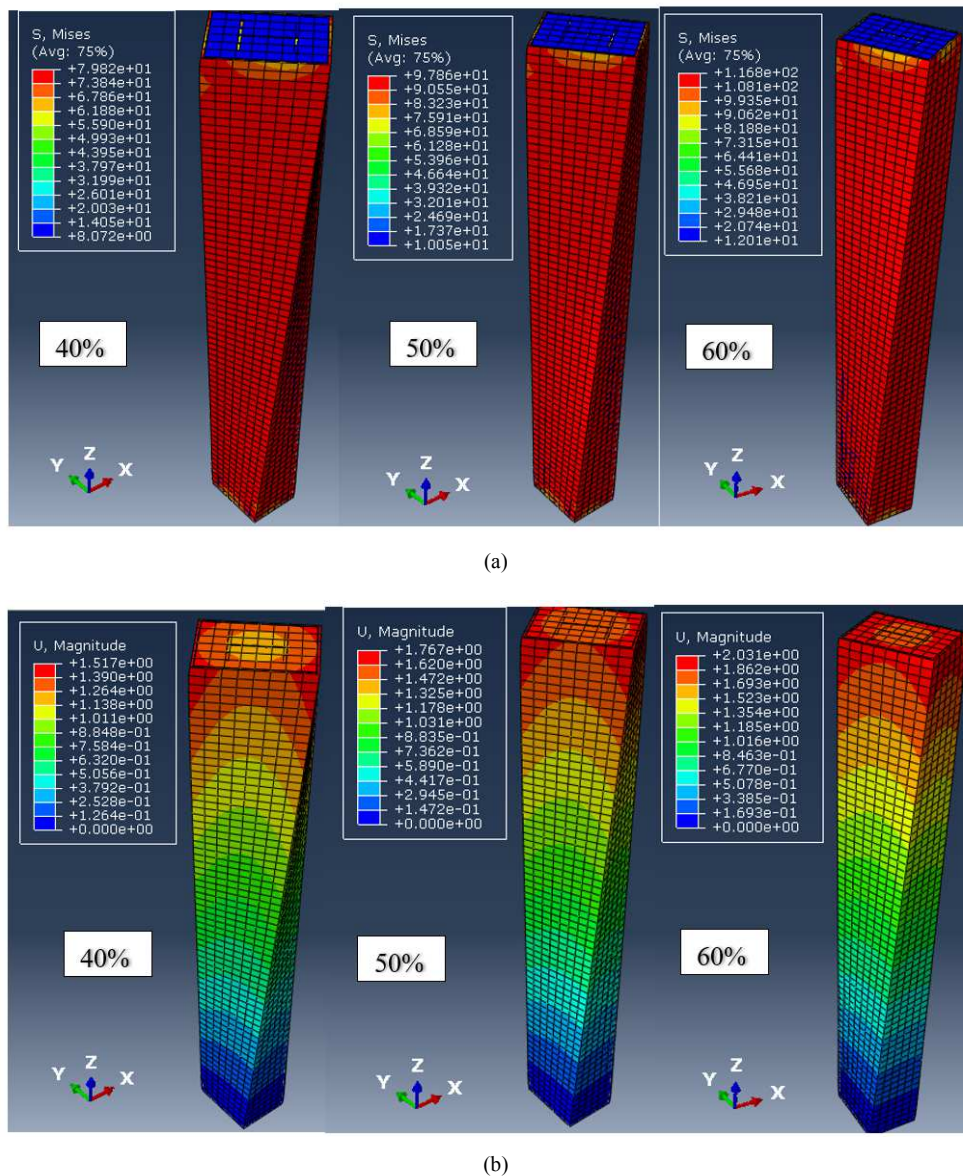 S, Mises
(Avg: 75%)
+7.982e+01
+7.384e+01
+6.786e+01
+6.188e+01
+5.590e+01
+4.993e+01
+4.395e+01
+3.797e+01
+3.199e+01
+2.601e+01
+2.003e+01
+1.405e+01
+8.072e+00
40%
Z
Y
X
S, Mises
(Avg: 75%)
+9.786e+01
+9.055e+01
+8.323e+01
+7.591e+01
+6.859e+01
+6.128e+01
+5.396e+01
+4.664e+01
+3.932e+01
+3.201e+01
+2.469e+01
+1.737e+01
+1.005e+01
50%
Z
Y
X
S, Mises
(Avg: 75%)
+1.168e+02
+1.081e+02
+9.935e+01
+9.062e+01
+8.188e+01
+7.315e+01
+6.441e+01
+5.568e+01
+4.695e+01
+3.821e+01
+2.948e+01
+2.074e+01
+1.201e+01
60%
Z
Y
X
(a)
U, Magnitude
+1.517e+00
+1.390e+00
+1.264e+00
+1.138e+00
+1.011e+00
+8.848e-01
+7.584e-01
+6.320e-01
+5.056e-01
+3.792e-01
+2.528e-01
+1.264e-01
+0.000e+00
40%
Z
Y
X
U, Magnitude
+1.767e+00
+1.620e+00
+1.472e+00
+1.325e+00
+1.178e+00
+1.031e+00
+8.835e-01
+7.362e-01
+5.890e-01
+4.417e-01
+2.945e-01
+1.472e-01
+0.000e+00
50%
Z
Y
X
U, Magnitude
+2.031e+00
+1.862e+00
+1.693e+00
+1.523e+00
+1.354e+00
+1.185e+00
+1.016e+00
+8.463e-01
+6.770e-01
+5.078e-01
+3.385e-01
+1.693e-01
+0.000e+00
60%
Z
Y
X
(b)